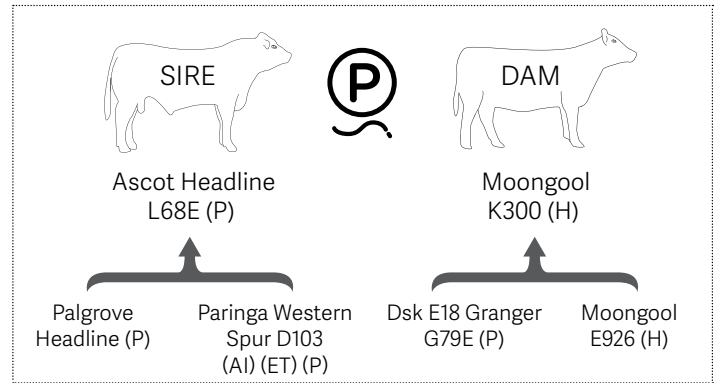 SIRE
P
DAM
Ascot Headline
L68E (P)
Moongool
K300 (H)
Palgrove
Headline (P)
Paringa Western
Spur D103
(AI) (ET) (P)
Dsk E18 Granger
G79E (P)
Moongool
E926 (H)